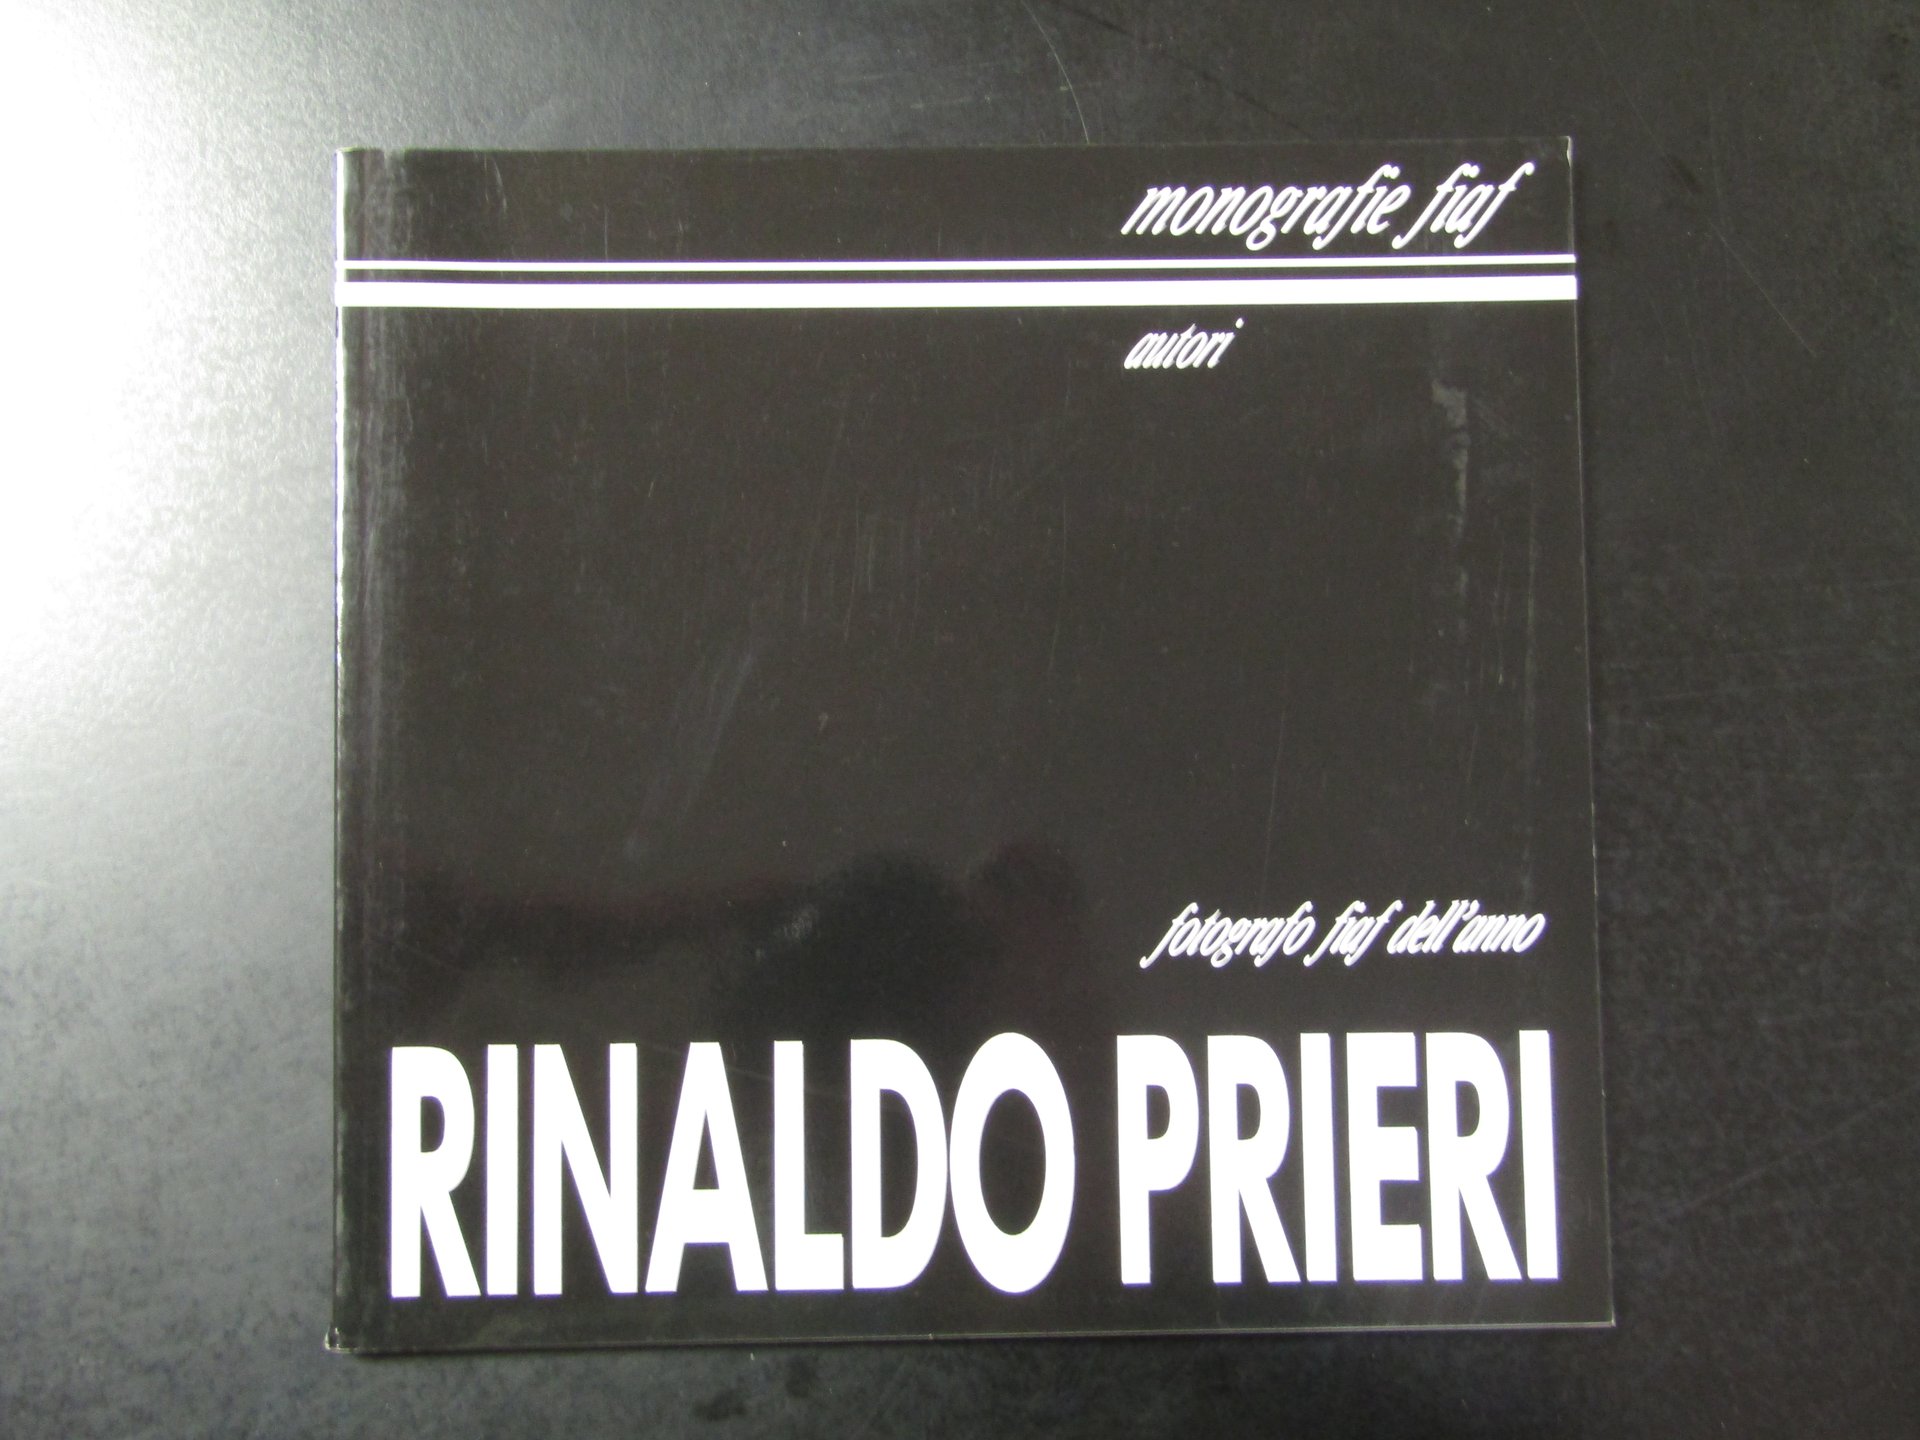 monografie fiaf
autori
fotografo fiaf dell'anno
RINALDO PRIERI